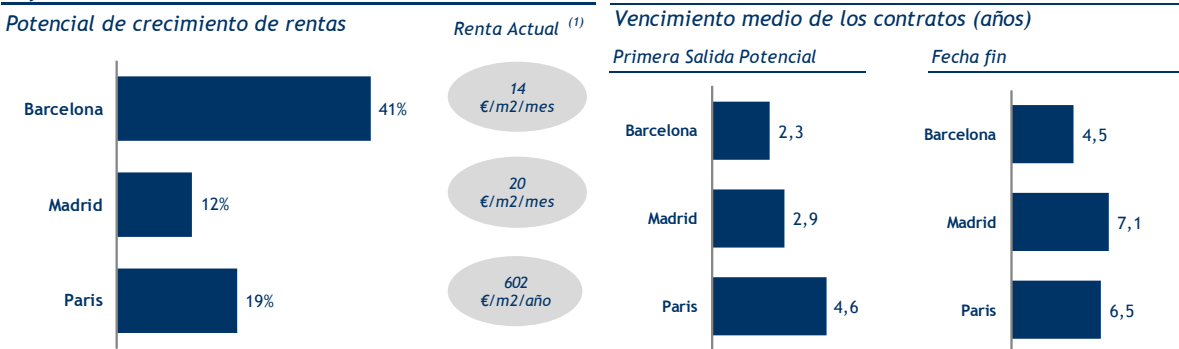 Potencial de crecimiento de rentas
Renta Actual (1)
Barcelona
41%
14
€/m2/mes
Madrid
12%
20
€/m2/mes
Paris
19%
602
€/m2/año
Vencimiento medio de los contratos (años)
Primera Salida Potencial
Barcelona
2,3
Madrid
2,9
Paris
4,6
Fecha fin
Barcelona
4,5
Madrid
7,1
Paris
6,5